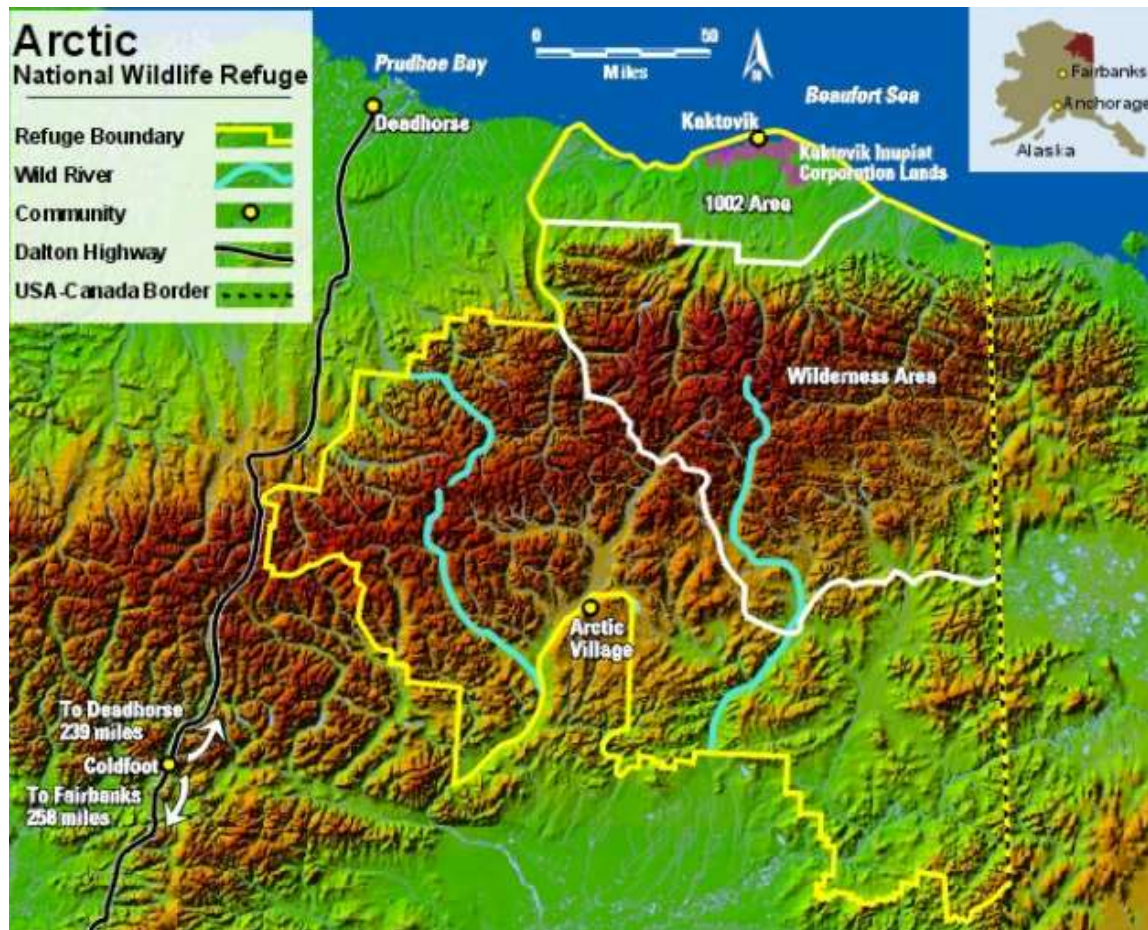 Arctic
National Wildlife Refuge
Refuge Boundary
Wild River
Community
Dalton Highway
USA-Canada Border
0 50
Miles
N
Prudhoe Bay
Deadhorse
Beaufort Sea
Kaktovik
Kaktovik Inupiat
Corporation Lands
1002 Area
Fairbanks
Anchorage
Alaska
Wilderness Area
Arctic
Village
To Deadhorse
239 miles
Coldfoot
To Fairbanks
258 miles